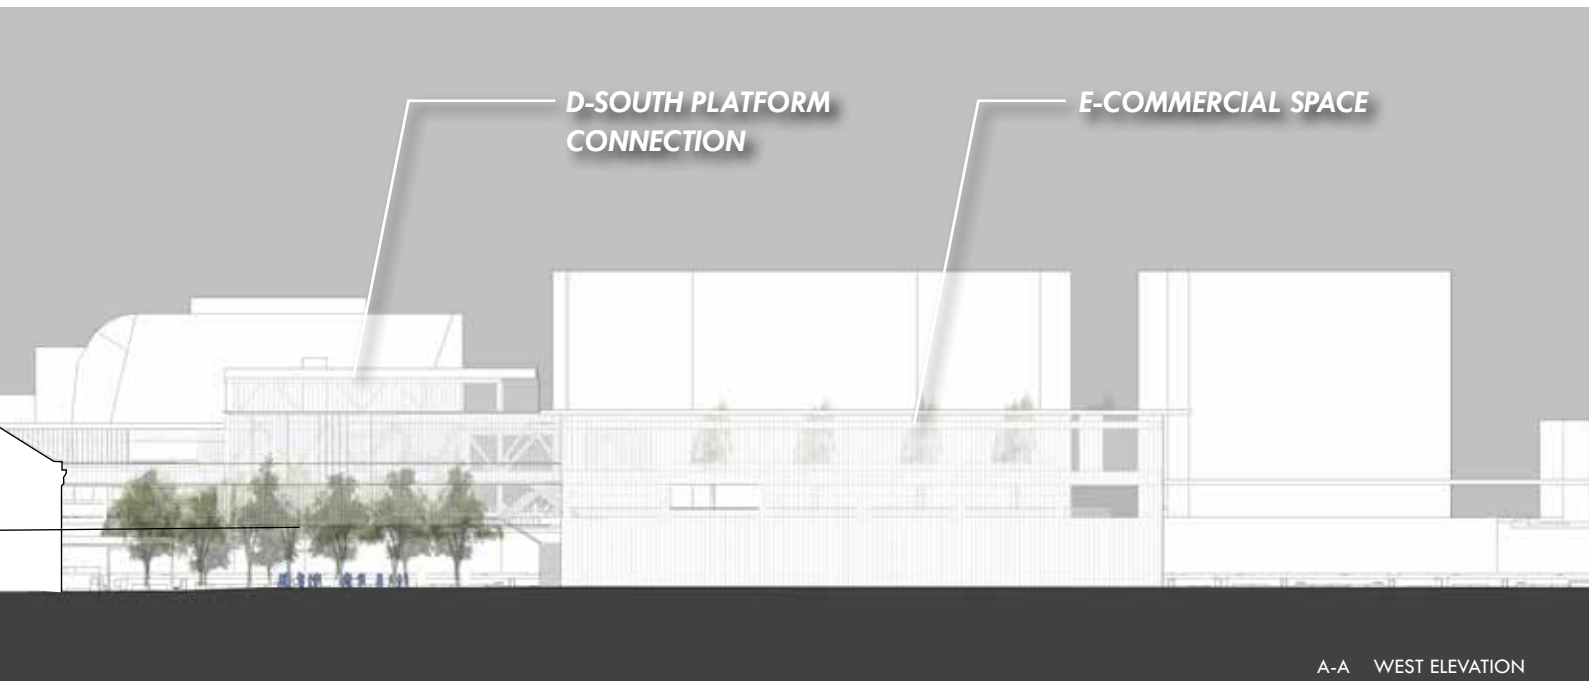 D-SOUTH PLATFORM
CONNECTION
E-COMMERCIAL SPACE
A-A WEST ELEVATION